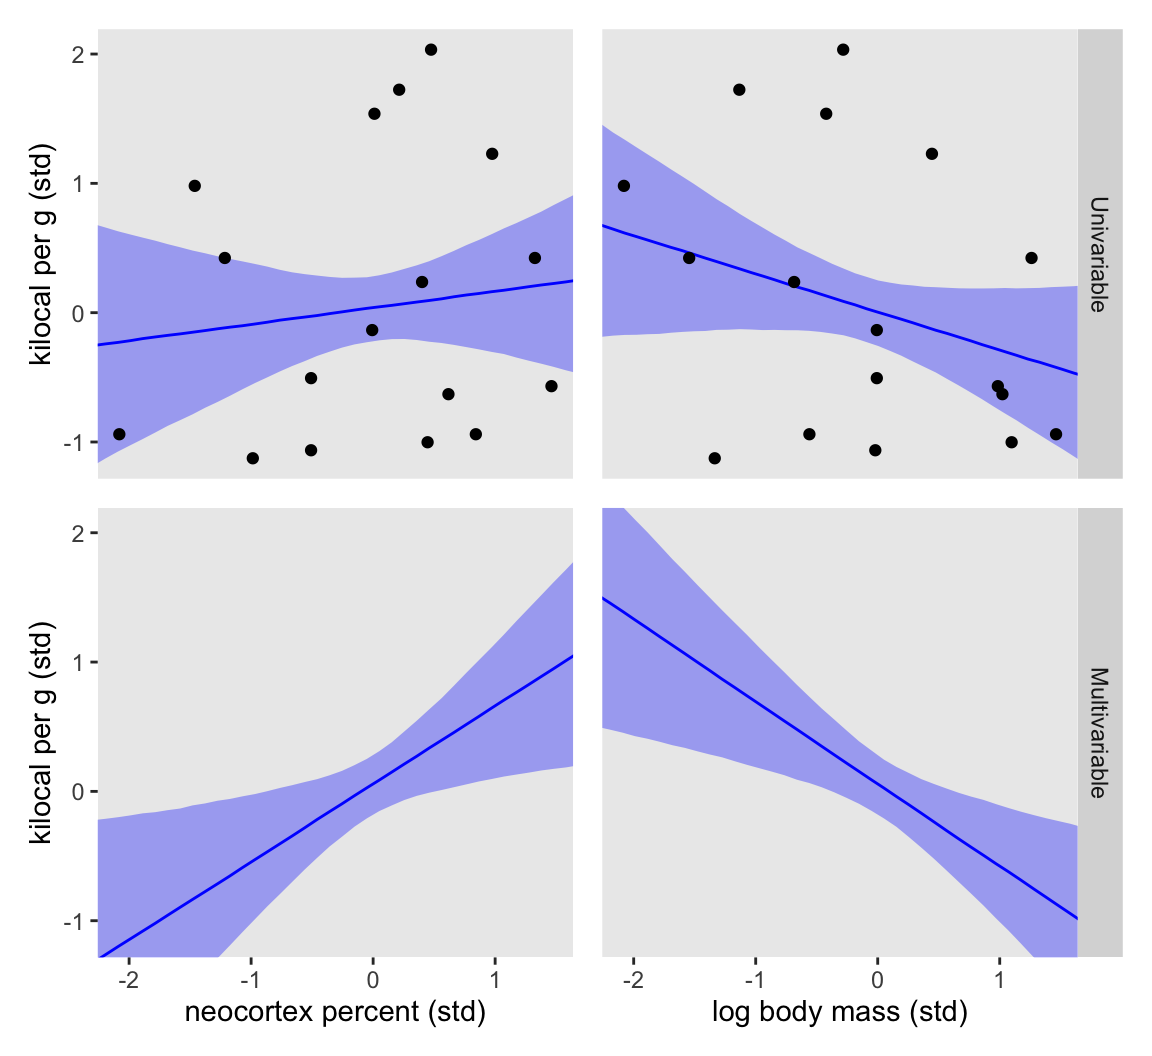 kilocal per g (std)
2
1
0
-1
Univariable
kilocal per g (std)
2
1
0
-1
Multivariable
-2 -1 0 1
-2 -1 0 1
neocortex percent (std)
log body mass (std)